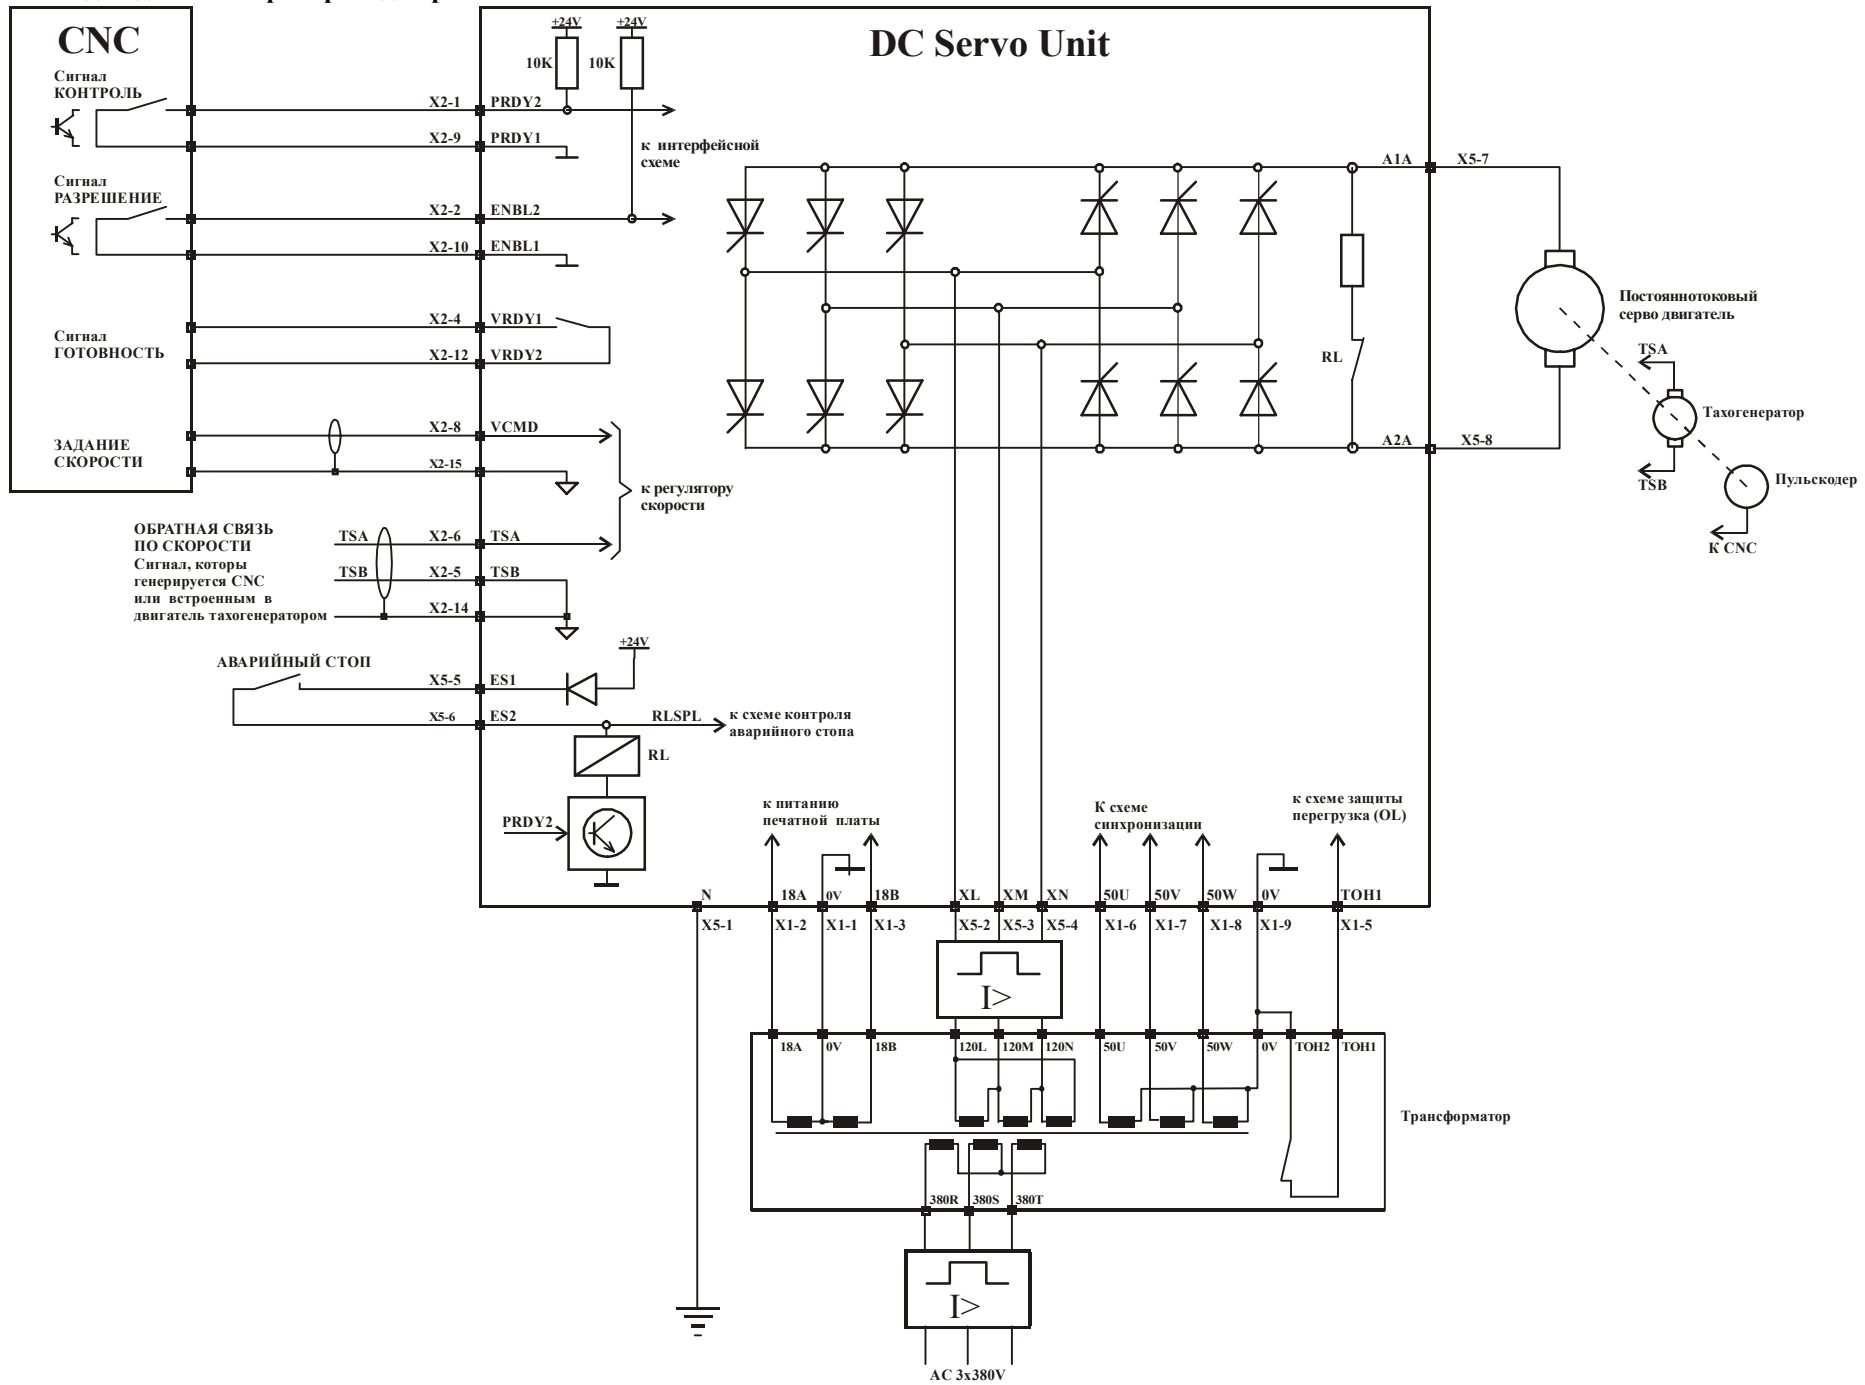 CNC
DC Servo Unit
+24V
+24V
10K
10K
Сигнал
КОНТРОЛЬ
X2-1
PRDY2
X2-9
PRDY1
к интерфейсной
схеме
Сигнал
РАЗРЕШЕНИЕ
X2-2
ENBL2
X2-10
ENBL1
A1A
X5-7
Сигнал
ГОТОВНОСТЬ
X2-4
VRDY1
X2-12
VRDY2
RL
Постояннотоковый
серво двигатель
TSA
Тахогенератор
TSB
Пульскодер
К CNC
A2A
X5-8
ЗАДАНИЕ
СКОРОСТИ
X2-8
VCMD
X2-15
к регулятору
скорости
ОБРАТНАЯ СВЯЗЬ
ПО СКОРОСТИ
Сигнал, которы
генерируется CNC
или встроенным в
двигатель тахогенератором
TSA
X2-6
TSA
TSB
X2-5
TSB
X2-14
АВАРИЙНЫЙ СТОП
+24V
X5-5
ES1
X5-6
ES2
RLSPL
к схеме контроля
аварийного стопа
RL
PRDY2
к питанию
печатной платы
К схеме
синхронизации
к схеме защиты
перегрузка (OL)
N
18A
0V
18B
XL
XM
XN
50U
50V
50W
0V
TOH1
X5-1
X1-2
X1-1
X1-3
X5-2
X5-3
X5-4
X1-6
X1-7
X1-8
X1-9
X1-5
I>
18A
0V
18B
120L
120M
120N
50U
50V
50W
0V
TOH2
TOH1
Трансформатор
380R
380S
380T
I>
AC 3x380V